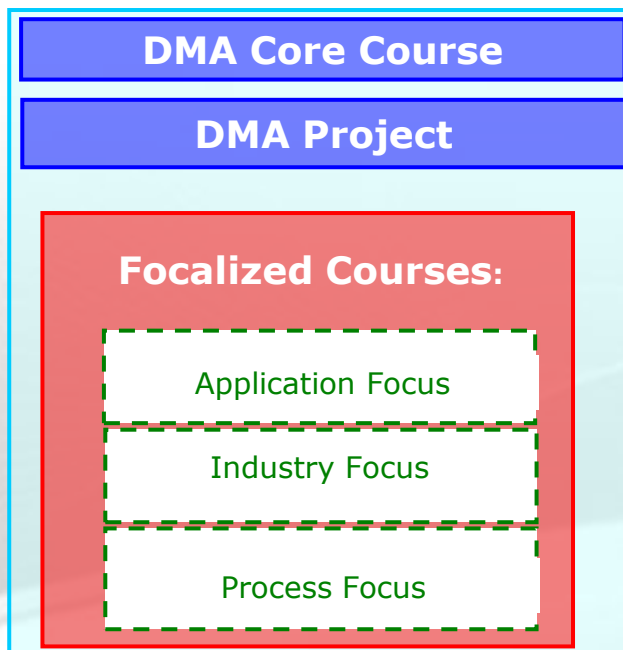 DMA Core Course
DMA Project
Focalized Courses:
Application Focus
Industry Focus
Process Focus